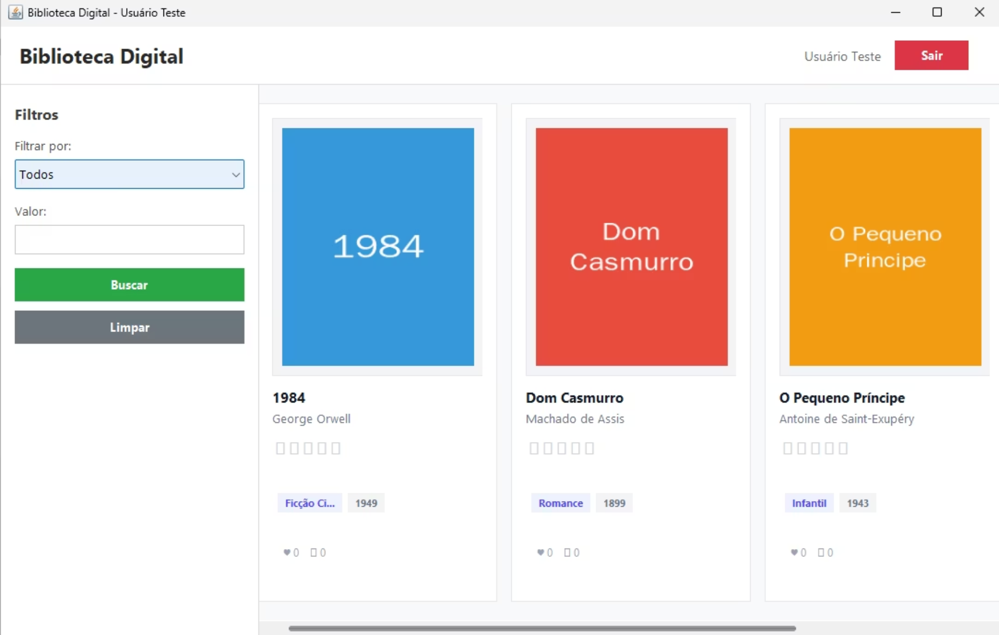 Biblioteca Digital - Usuário Teste
Biblioteca Digital
Usuário Teste
Sair
Filtros
Filtrar por:
Todos
Valor:
Buscar
Limpar
1984
1984
George Orwell
Ficção Ci...
1949
♥ 0
0
Dom
Casmurro
Dom Casmurro
Machado de Assis
Romance
1899
♥ 0
0
O Pequeno
Principe
O Pequeno Príncipe
Antoine de Saint-Exupéry
Infantil
1943
♥ 0
0